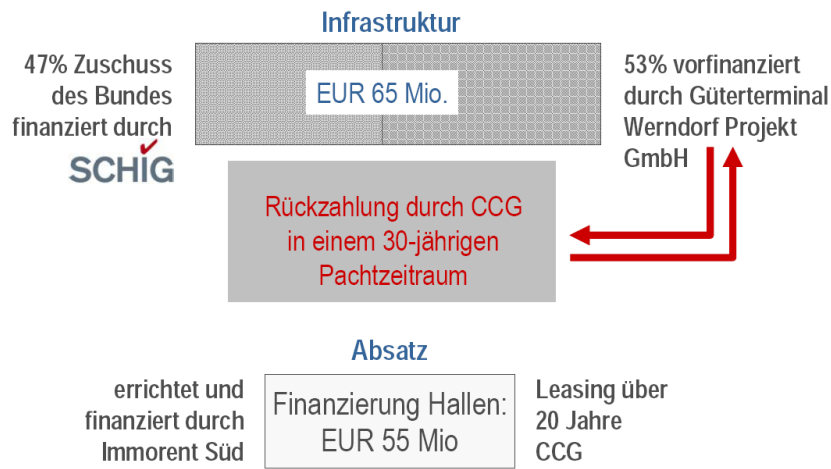 Infrastruktur
47% Zuschuss
des Bundes
finanziert durch
SCHIG
EUR 65 Mio.
53% vorfinanziert
durch Güterterminal
Werndorf Projekt
GmbH
Rückzahlung durch CCG
in einem 30-jährigen
Pachtzeitraum
Absatz
errichtet und
finanziert durch
Immorent Süd
Finanzierung Hallen:
EUR 55 Mio
Leasing über
20 Jahre
CCG